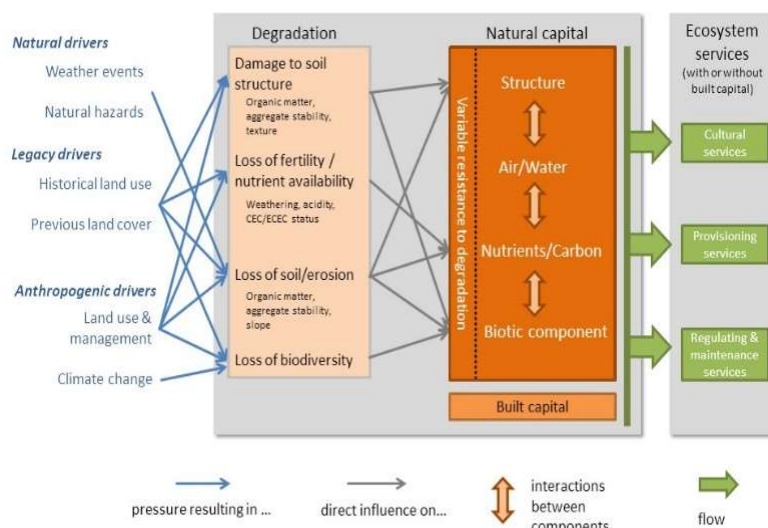 Natural drivers
Weather events
Natural hazards
Legacy drivers
Historical land use
Previous land cover
Anthropogenic drivers
Land use &
management
Climate change
Degradation
Damage to soil
structure
Organic matter,
aggregate stability,
texture
Loss of fertility /
nutrient availability
Weathering, acidity,
CEC/ECEC status
Loss of soil/erosion
Organic matter,
aggregate stability,
slope
Loss of biodiversity
Natural capital
Variable resistance to degradation
Structure
Air/Water
Nutrients/Carbon
Biotic component
Built capital
Ecosystem
services
(with or without
built capital)
Cultural
services
Provisioning
services
Regulating &
maintenance
services
pressure resulting in ...
direct influence on...
interactions
between
components
flow